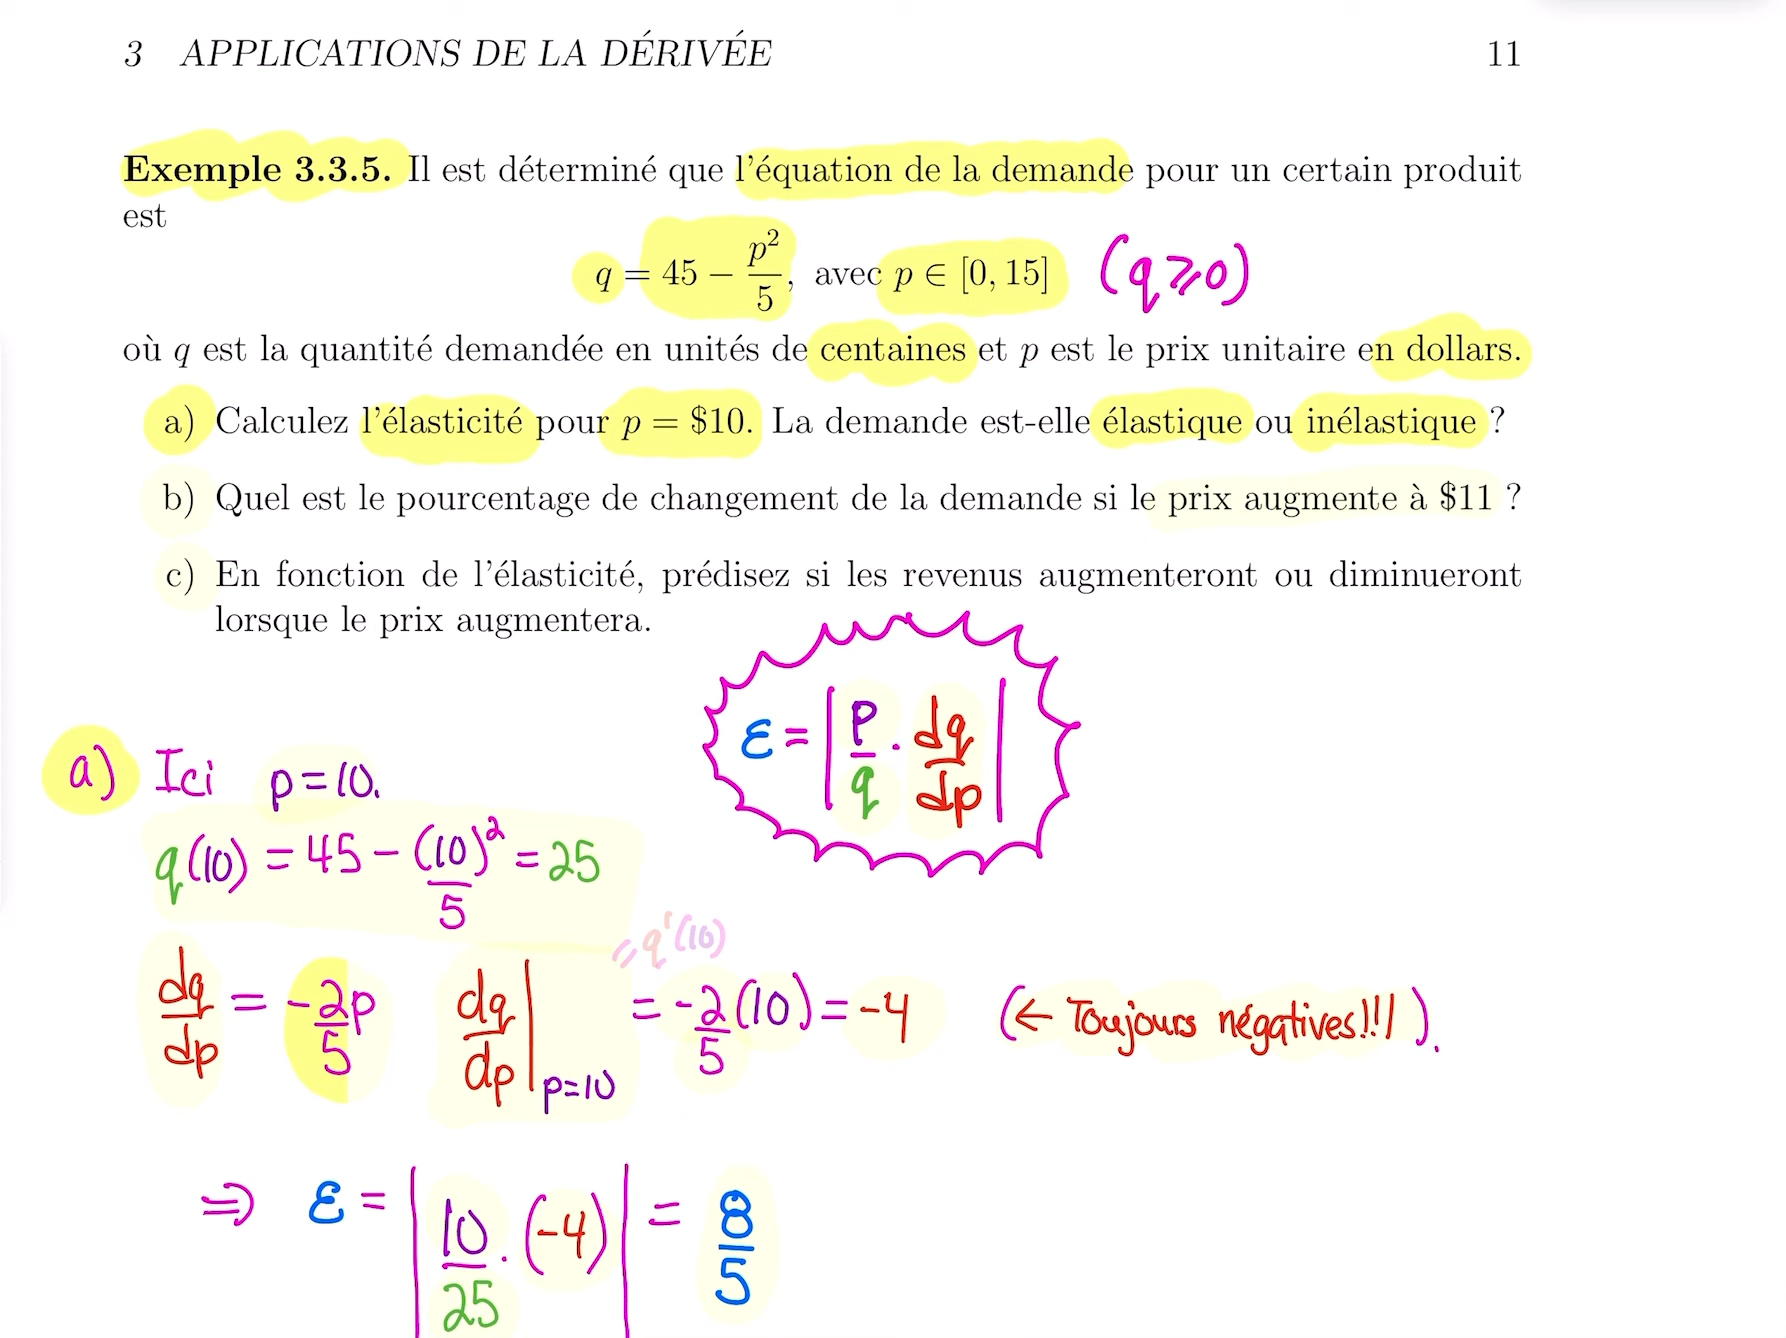 3 APPLICATIONS DE LA DÉRIVÉE 11
Exemple 3.3.5. Il est déterminé que l'équation de la demande pour un certain produit
est
q = 45 − p²/5, avec p ∈ [0, 15] (q ⩾ 0)
où q est la quantité demandée en unités de centaines et p est le prix unitaire en dollars.
a) Calculez l'élasticité pour p = $10. La demande est-elle élastique ou inélastique ?
b) Quel est le pourcentage de changement de la demande si le prix augmente à $11 ?
c) En fonction de l'élasticité, prédisez si les revenus augmenteront ou diminueront
lorsque le prix augmentera.
ε = |p/q · dq/dp|
a) Ici p = 10.
q(10) = 45 − (10)²/5 = 25
= q'(10)
dq/dp = −2p/5 dq/dp|p=10 = −2/5 (10) = −4 (← Toujours négatives!!!).
⇒ ε = |10/25 · (−4)| = 8/5